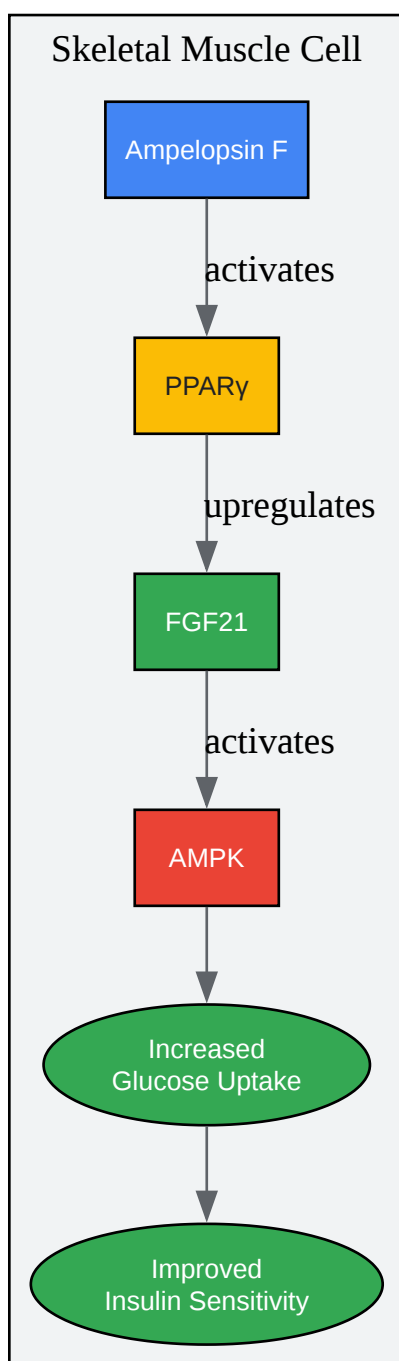 Skeletal Muscle Cell
Ampelopsin F
activates
PPARγ
upregulates
FGF21
activates
AMPK
Increased
Glucose Uptake
Improved
Insulin Sensitivity